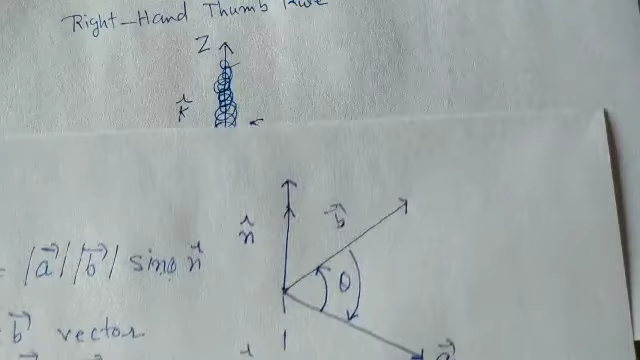 Right-Hand Thumb Rule
Z
k̂
n̂
b⃗
= |a⃗||b⃗| sinθ n̂
θ
b⃗ vector
a⃗